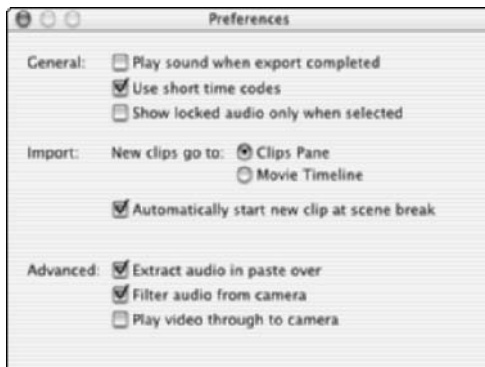 Preferences
General: Play sound when export completed
Use short time codes
Show locked audio only when selected
Import: New clips go to: Clips Pane
Movie Timeline
Automatically start new clip at scene break
Advanced: Extract audio in paste over
Filter audio from camera
Play video through to camera